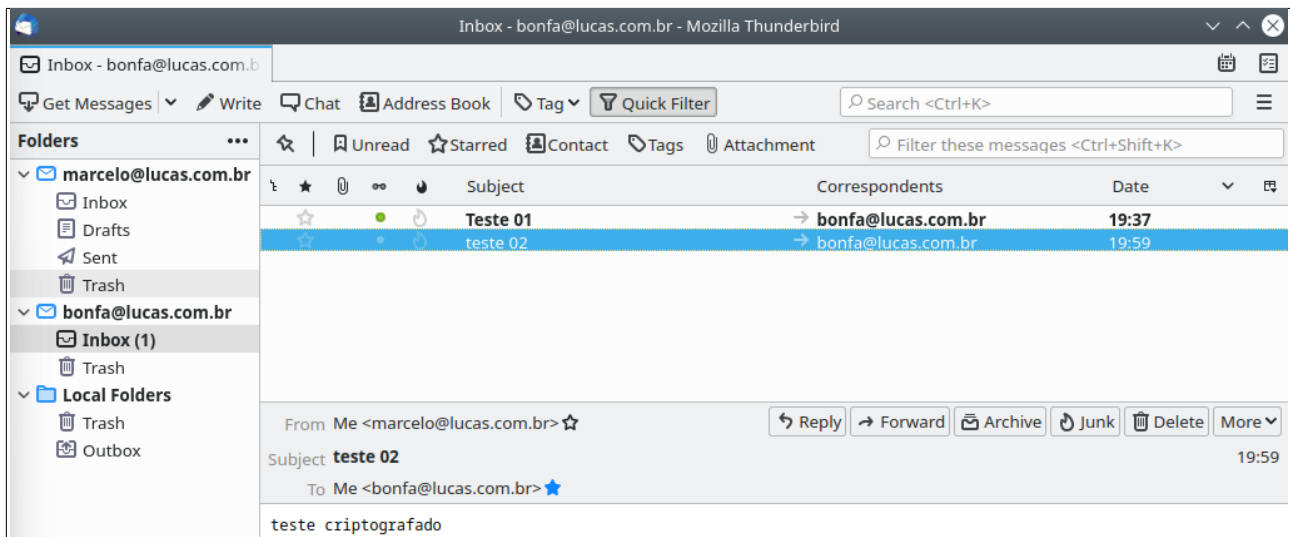 Inbox - bonfa@lucas.com.br - Mozilla Thunderbird
Inbox - bonfa@lucas.com.b
Get Messages Write Chat Address Book Tag Quick Filter Search <Ctrl+K>
Folders ••• Unread Starred Contact Tags Attachment Filter these messages <Ctrl+Shift+K>
marcelo@lucas.com.br
Inbox
Drafts
Sent
Trash
bonfa@lucas.com.br
Inbox (1)
Trash
Local Folders
Trash
Outbox
Subject Correspondents Date
Teste 01 → bonfa@lucas.com.br 19:37
teste 02 → bonfa@lucas.com.br 19:59
From Me <marcelo@lucas.com.br> Reply Forward Archive Junk Delete More
Subject teste 02 19:59
To Me <bonfa@lucas.com.br>
teste criptografado